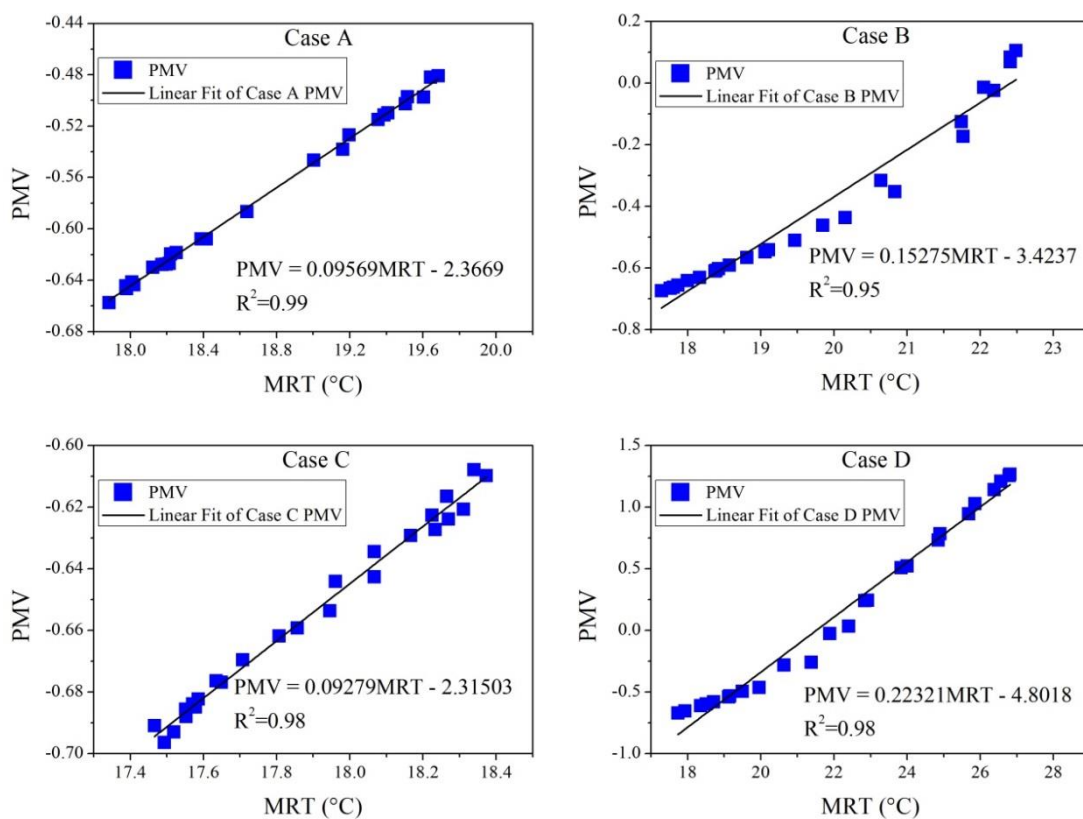 Case A
PMV
Linear Fit of Case A PMV
PMV = 0.09569MRT - 2.3669
R²=0.99
-0.44
-0.48
-0.52
-0.56
-0.60
-0.64
-0.68
PMV
18.0 18.4 18.8 19.2 19.6 20.0
MRT (°C)
Case B
PMV
Linear Fit of Case B PMV
PMV = 0.15275MRT - 3.4237
R²=0.95
0.2
0.0
-0.2
-0.4
-0.6
-0.8
PMV
18 19 20 21 22 23
MRT (°C)
Case C
PMV
Linear Fit of Case C PMV
PMV = 0.09279MRT - 2.31503
R²=0.98
-0.60
-0.62
-0.64
-0.66
-0.68
-0.70
PMV
17.4 17.6 17.8 18.0 18.2 18.4
MRT (°C)
Case D
PMV
Linear Fit of Case D PMV
PMV = 0.22321MRT - 4.8018
R²=0.98
1.5
1.0
0.5
0.0
-0.5
-1.0
PMV
18 20 22 24 26 28
MRT (°C)